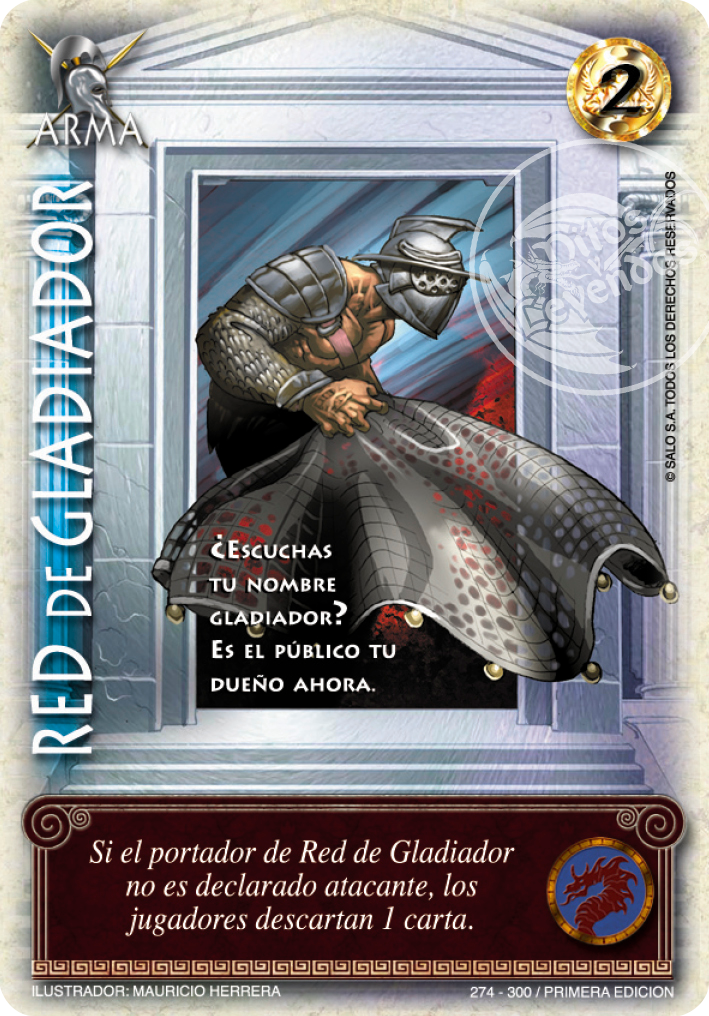 ARMA
2
RED DE GLADIADOR
Mitos y
Leyendas
© SALO S.A. TODOS LOS DERECHOS RESERVADOS
¿Escuchas
tu nombre
gladiador?
Es el público tu
dueño ahora.
Si el portador de Red de Gladiador
no es declarado atacante, los
jugadores descartan 1 carta.
ILUSTRADOR: MAURICIO HERRERA
274 - 300 / PRIMERA EDICION